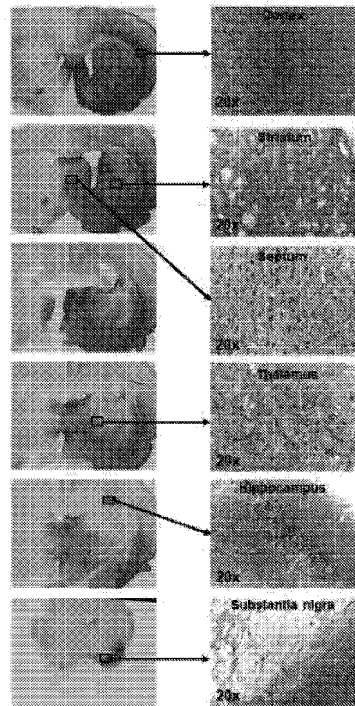 Cortex
20x
Striatum
20x
Septum
20x
Thalamus
20x
Hippocampus
20x
Substantia nigra
20x